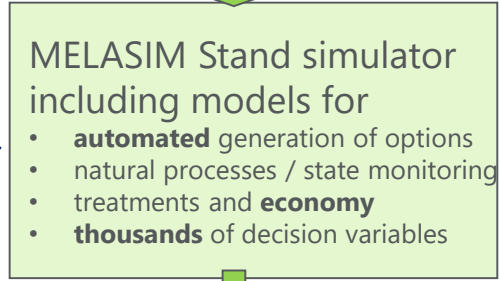 MELASIM Stand simulator
including models for
• automated generation of options
• natural processes / state monitoring
• treatments and economy
• thousands of decision variables